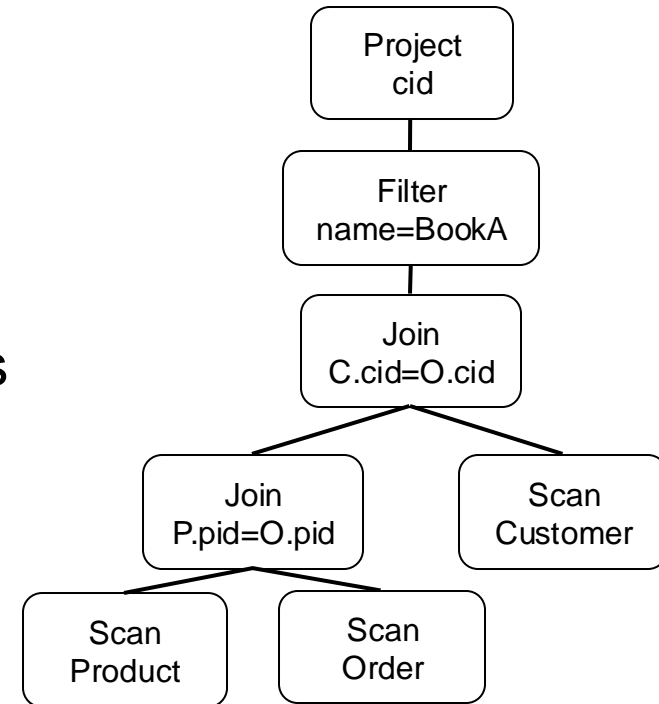 Project
cid
Filter
name=BookA
Join
C.cid=O.cid
s
Join
P.pid=O.pid
Scan
Customer
Scan
Product
Scan
Order